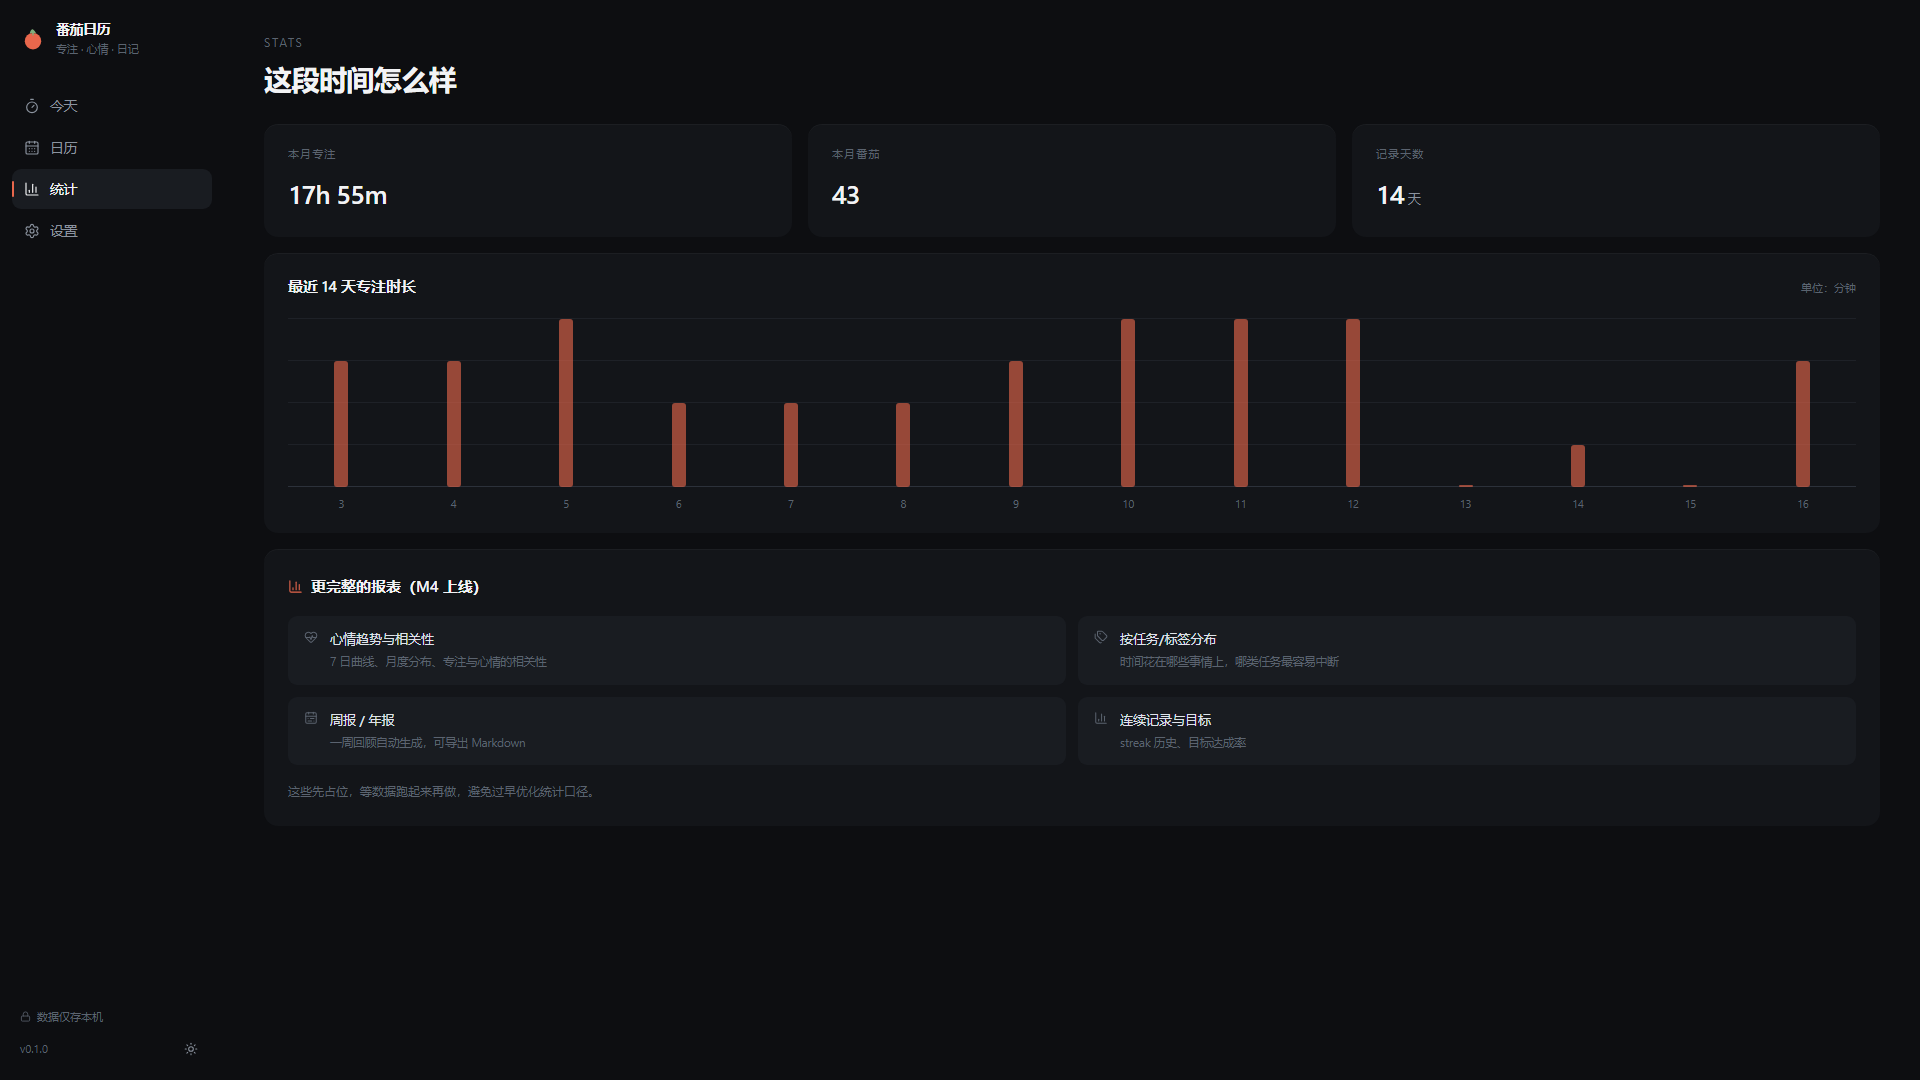 番茄日历
专注 · 心情 · 日记
今天
日历
统计
设置
数据仅存本机
v0.1.0
STATS
这段时间怎么样
本月专注
17h 55m
本月番茄
43
记录天数
14 天
最近 14 天专注时长
单位：分钟
3 4 5 6 7 8 9 10 11 12 13 14 15 16
更完整的报表（M4 上线）
心情趋势与相关性
7 日曲线、月度分布、专注与心情的相关性
按任务/标签分布
时间花在哪些事情上，哪类任务最容易中断
周报 / 年报
一周回顾自动生成，可导出 Markdown
连续记录与目标
streak 历史、目标达成率
这些先占位，等数据跑起来再做，避免过早优化统计口径。